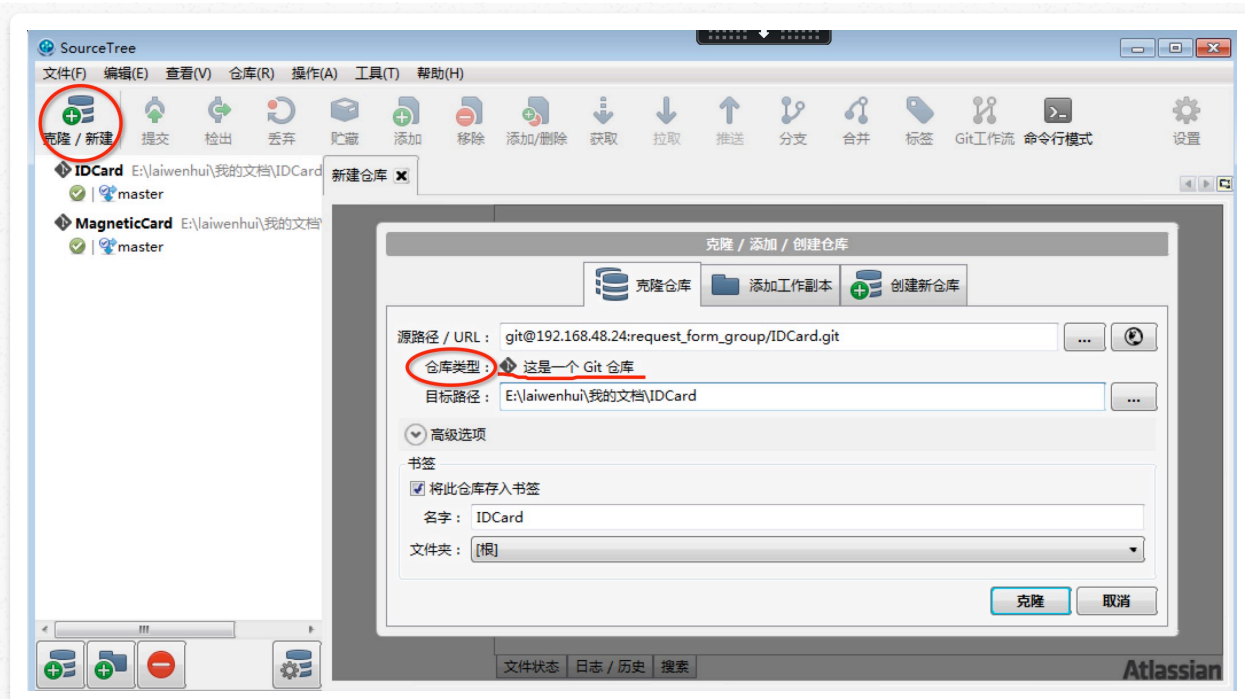 SourceTree
文件(F) 编辑(E) 查看(V) 仓库(R) 操作(A) 工具(T) 帮助(H)
克隆 / 新建 提交 检出 丢弃 贮藏 添加 移除 添加/删除 获取 拉取 推送 分支 合并 标签 Git工作流 命令行模式 设置
IDCard E:\laiwenhui\我的文档\IDCard
master
MagneticCard E:\laiwenhui\我的文档\
master
新建仓库
克隆 / 添加 / 创建仓库
克隆仓库 添加工作副本 创建新仓库
源路径 / URL： git@192.168.48.24:request_form_group/IDCard.git ...
仓库类型： 这是一个 Git 仓库
目标路径： E:\laiwenhui\我的文档\IDCard ...
高级选项
书签
将此仓库存入书签
名字： IDCard
文件夹： [根]
克隆 取消
文件状态 日志 / 历史 搜索
Atlassian